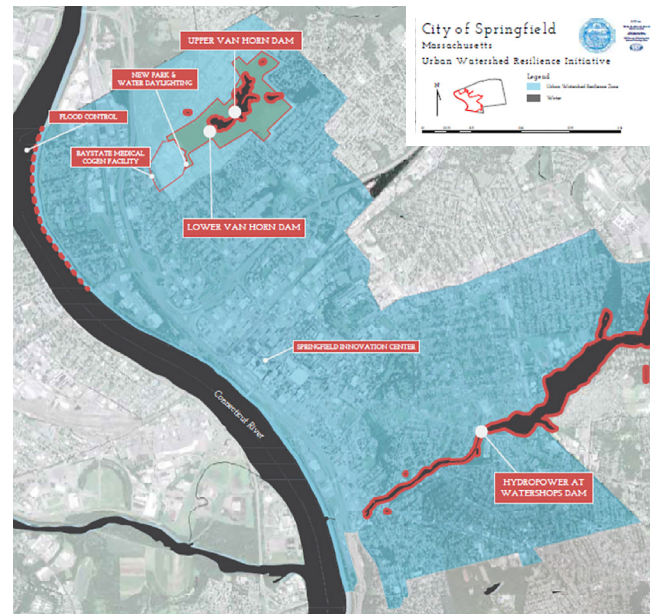 City of Springfield
Massachusetts
Urban Watershed Resilience Initiative
Legend
Urban Watershed Resilience Zone
Water
N
UPPER VAN HORN DAM
NEW PARK &
WATER DAYLIGHTING
FLOOD CONTROL
BAYSTATE MEDICAL
COGEN FACILITY
LOWER VAN HORN DAM
SPRINGFIELD INNOVATION CENTER
Connecticut River
HYDROPOWER AT
WATERSHOPS DAM